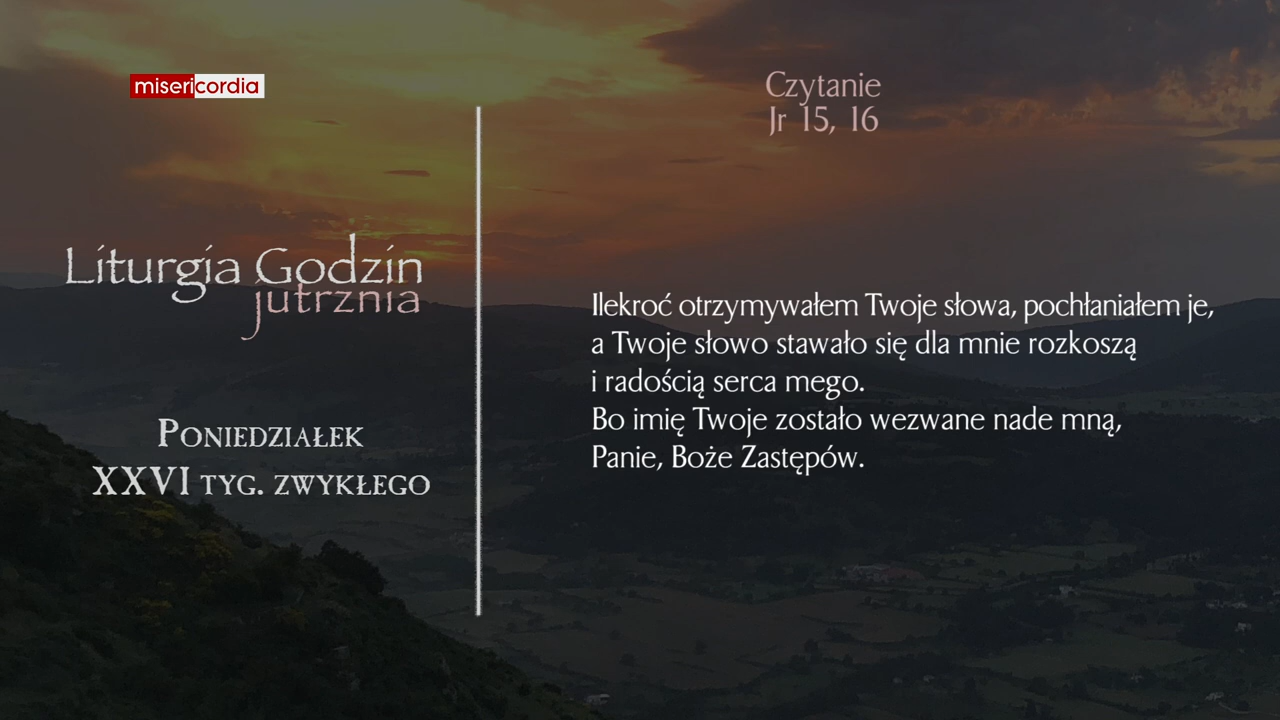 misericordia
Liturgia Godzin
jutrznia
Poniedziałek
XXVI tyg. zwykłego
Czytanie
Jr 15, 16
Ilekroć otrzymywałem Twoje słowa, pochłaniałem je,
a Twoje słowo stawało się dla mnie rozkoszą
i radością serca mego.
Bo imię Twoje zostało wezwane nade mną,
Panie, Boże Zastępów.